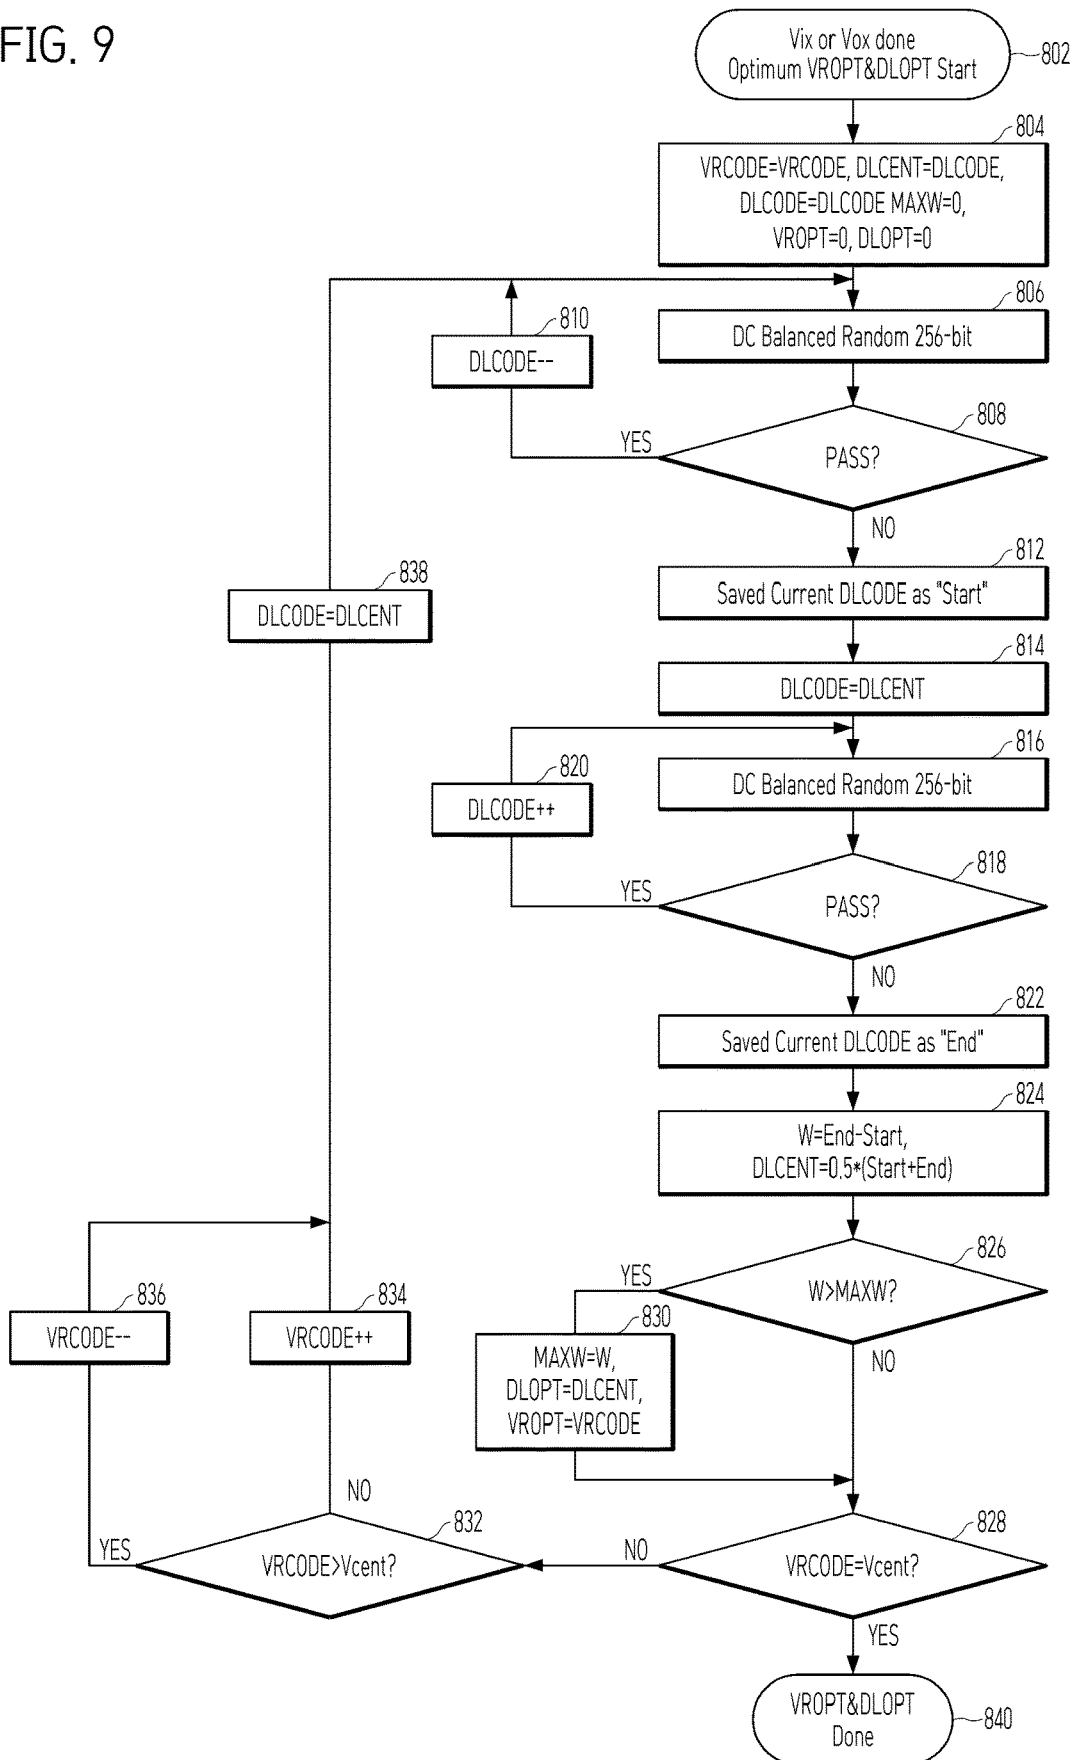 FIG. 9
Vix or Vox done
Optimum VROPT&DLOPT Start
802
804
VRCODE=VRCODE, DLCENT=DLCODE,
DLCODE=DLCODE MAXW=0,
VROPT=0, DLOPT=0
806
DC Balanced Random 256-bit
810
DLCODE--
808
PASS?
YES
NO
812
Saved Current DLCODE as "Start"
838
DLCODE=DLCENT
814
DLCODE=DLCENT
816
DC Balanced Random 256-bit
820
DLCODE++
818
PASS?
YES
NO
822
Saved Current DLCODE as "End"
824
W=End-Start,
DLCENT=0.5*(Start+End)
826
W>MAXW?
YES
NO
836
VRCODE--
834
VRCODE++
830
MAXW=W,
DLOPT=DLCENT,
VROPT=VRCODE
NO
832
VRCODE>Vcent?
YES
NO
828
VRCODE=Vcent?
YES
VROPT&DLOPT
Done
840